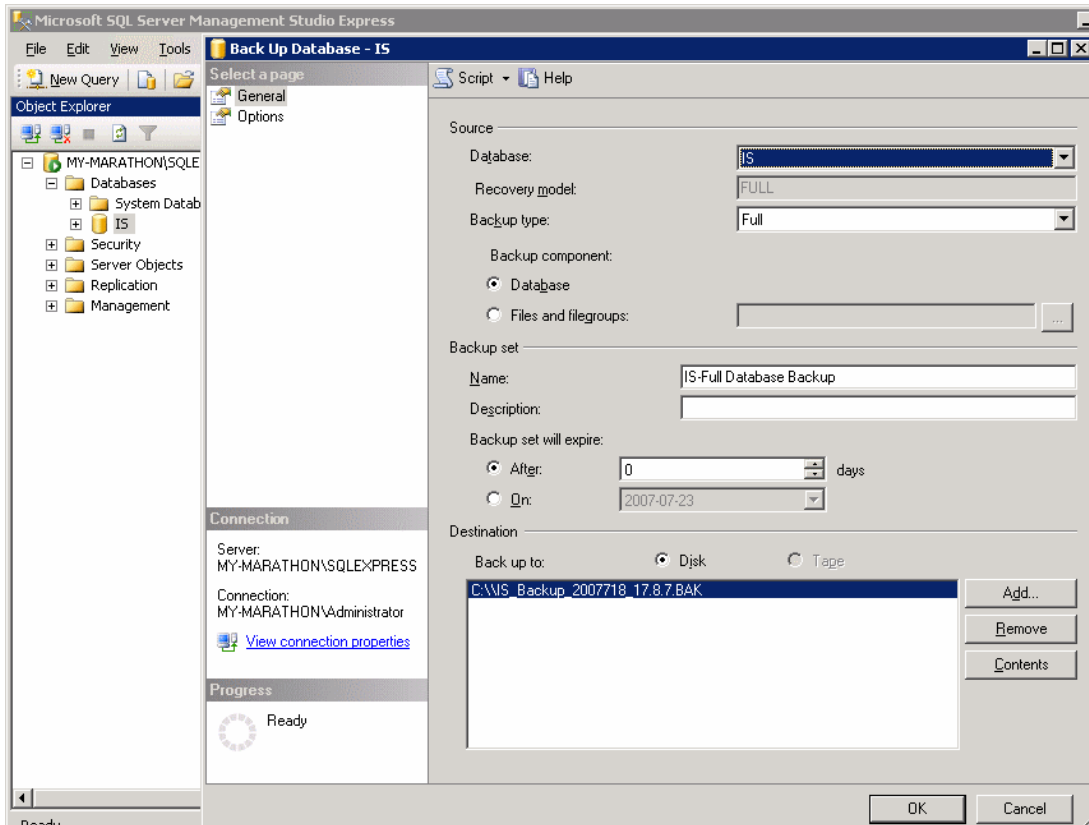 Microsoft SQL Server Management Studio Express
File Edit View Tools
New Query
Object Explorer
MY-MARATHON\SQLE
Databases
System Datab
IS
Security
Server Objects
Replication
Management
Ready
Back Up Database - IS
Select a page
General
Options
Connection
Server:
MY-MARATHON\SQLEXPRESS
Connection:
MY-MARATHON\Administrator
View connection properties
Progress
Ready
Script Help
Source
Database: IS
Recovery model: FULL
Backup type: Full
Backup component:
Database
Files and filegroups: ...
Backup set
Name: IS-Full Database Backup
Description:
Backup set will expire:
After: 0 days
On: 2007-07-23
Destination
Back up to: Disk Tape
C:\\IS_Backup_2007718_17.8.7.BAK
Add...
Remove
Contents
OK Cancel